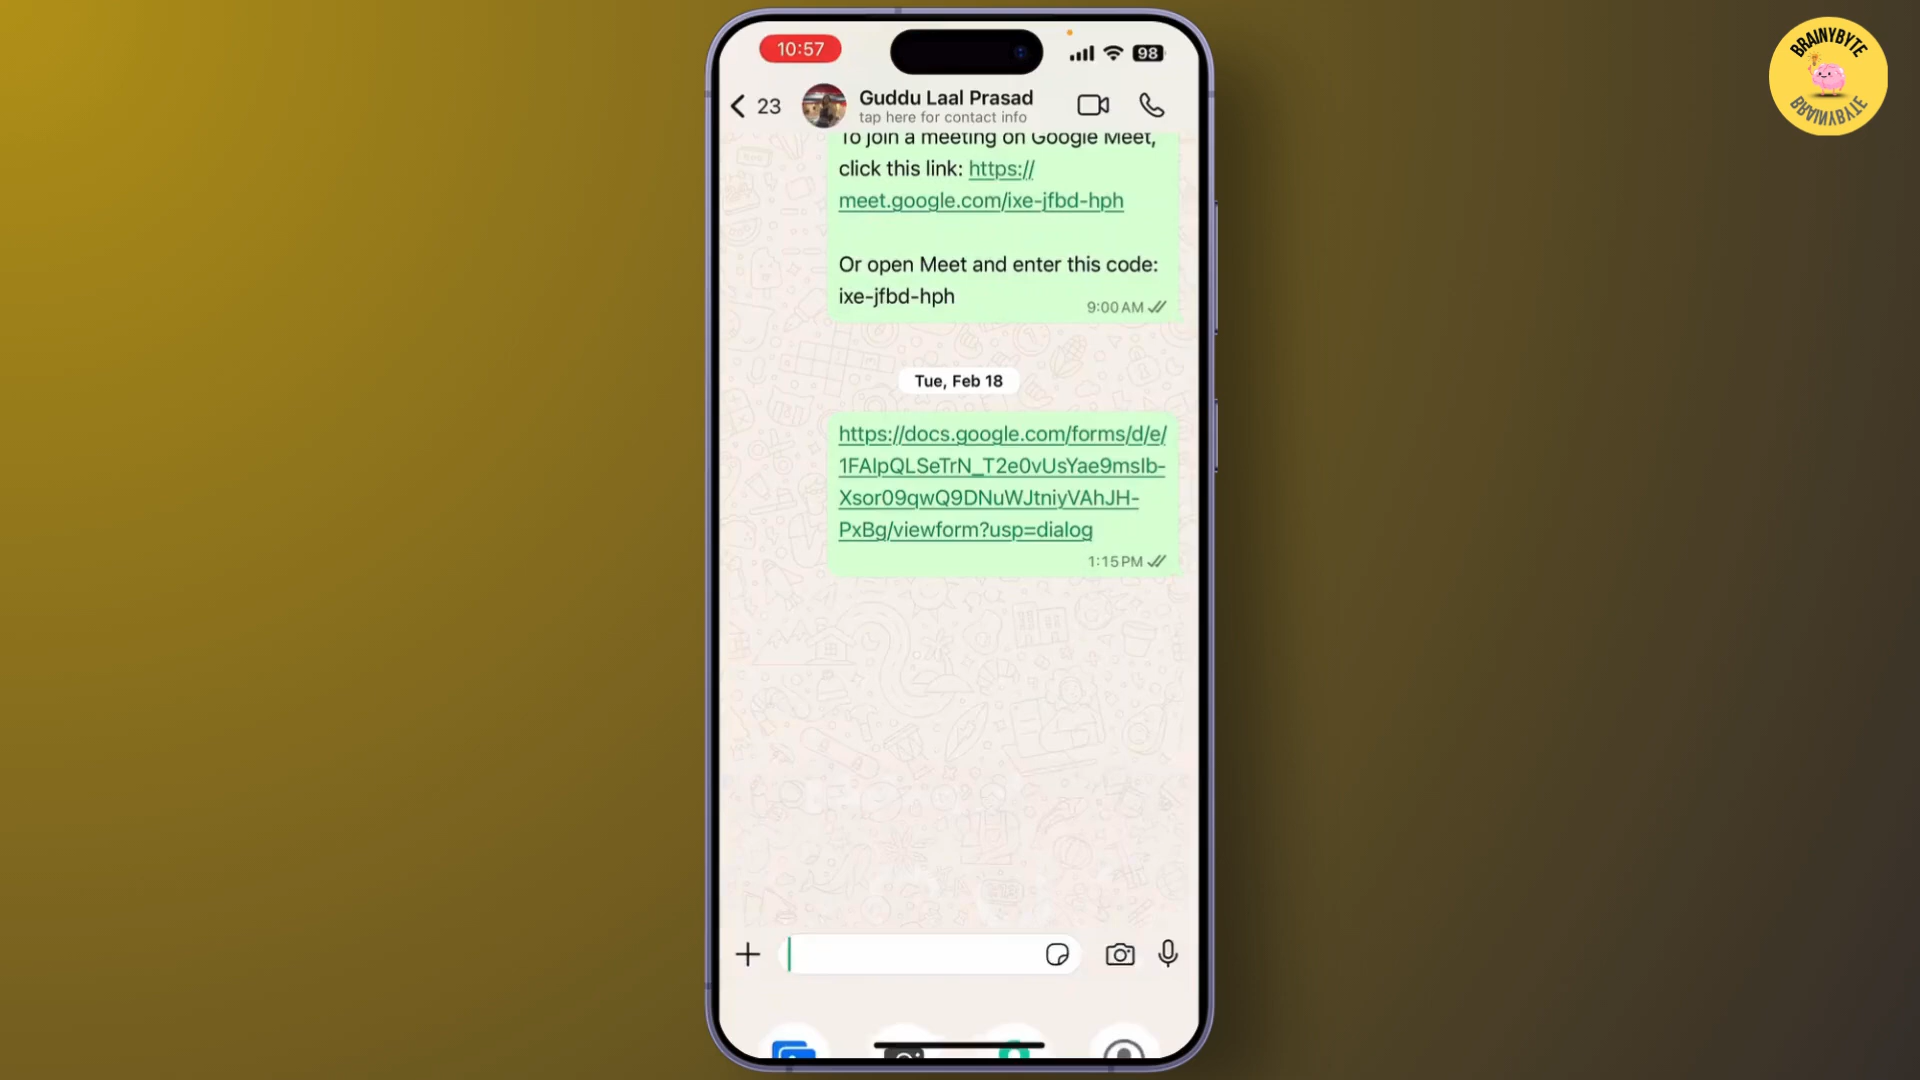 10:57
98
BRAINYBYTE
BRAINYBYTE
23
Guddu Laal Prasad
tap here for contact info
To join a meeting on Google Meet,
click this link: https://
meet.google.com/ixe-jfbd-hph
Or open Meet and enter this code:
ixe-jfbd-hph
9:00 AM
Tue, Feb 18
https://docs.google.com/forms/d/e/
1FAIpQLSeTrN_T2e0vUsYae9mslb-
Xsor09qwQ9DNuWJtniyVAhJH-
PxBg/viewform?usp=dialog
1:15 PM